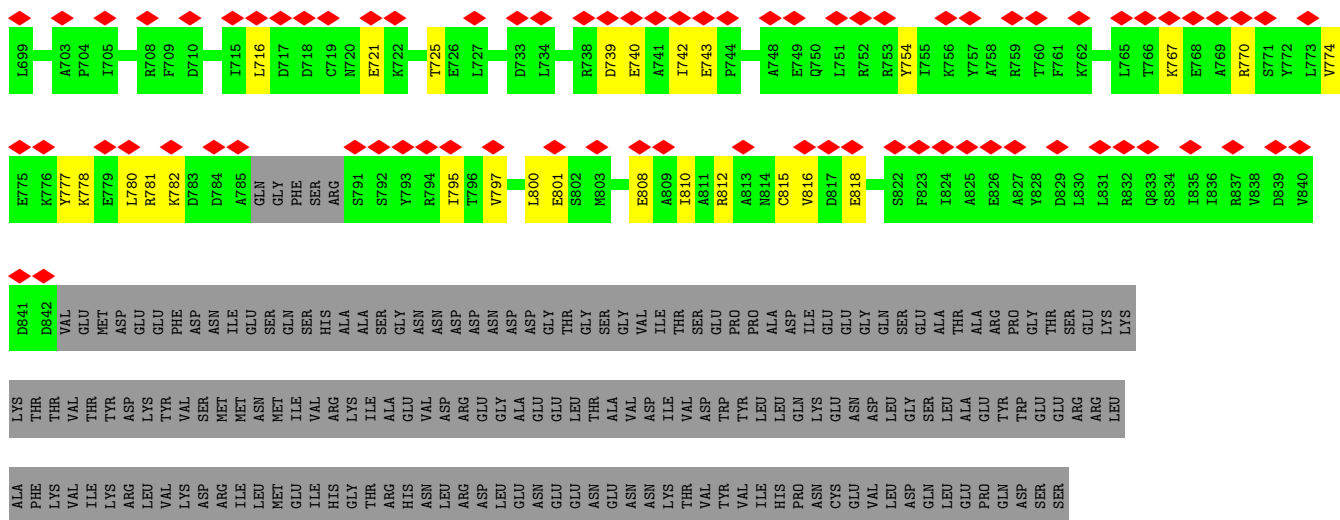 L699 A703 P704 I705 R708 F709 D710 I715 L716 D717 D718 C719 N720 E721 K722 T725 E726 L727 D733 L734 R738 D739 E740 A741 I742 E743 P744 A748 E749 Q750 L751 R752 R753 Y754 I755 K756 Y757 A758 R759 T760 F761 K762 L765 T766 K767 E768 A769 R770 S771 Y772 L773 V774
E775 K776 Y777 K778 E779 L780 R781 K782 D783 D784 A785 GLN GLY PHE SER ARG S791 S792 Y793 R794 I795 T796 V797 L800 E801 S802 M803 E808 A809 I810 A811 R812 A813 N814 C815 V816 D817 E818 S822 F823 I824 A825 E826 A827 Y828 D829 L830 L831 R832 Q833 S834 I835 I836 R837 V838 D839 V840
D841 D842 VAL GLU MET ASP GLU GLU PHE ASP ASN ILE GLU SER GLN SER HIS ALA ALA SER GLY ASN ASN ASP ASP ASN ASP ASP GLY THR GLY SER GLY VAL ILE THR SER GLU PRO PRO ALA ASP ILE GLU GLU GLY GLN SER GLU ALA THR ALA ARG PRO GLY THR SER GLU LYS LYS
LYS THR THR VAL THR TYR ASP LYS TYR VAL SER MET MET ASN MET ILE VAL ARG LYS ILE ALA GLU VAL ASP ARG GLU GLY ALA GLU GLU LEU THR ALA VAL ASP ILE VAL ASP TRP TYR LEU LEU GLN LYS GLU ASN ASP LEU GLY SER LEU ALA GLU TYR TRP GLU GLU ARG ARG LEU
ALA PHE LYS VAL ILE LYS ARG LEU VAL LYS ASP ARG ILE LEU MET GLU ILE HIS GLY THR ARG HIS ASN LEU ARG ASP LEU GLU ASN GLU GLU ASN GLU ASN ASN LYS THR VAL TYR VAL ILE HIS PRO ASN CYS GLU VAL LEU ASP GLN LEU GLU PRO GLN ASP SER SER